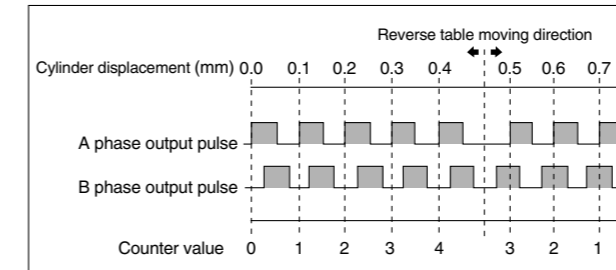 Reverse table moving direction
Cylinder displacement (mm) 0.0 0.1 0.2 0.3 0.4 0.5 0.6 0.7
A phase output pulse
B phase output pulse
Counter value 0 1 2 3 4 3 2 1